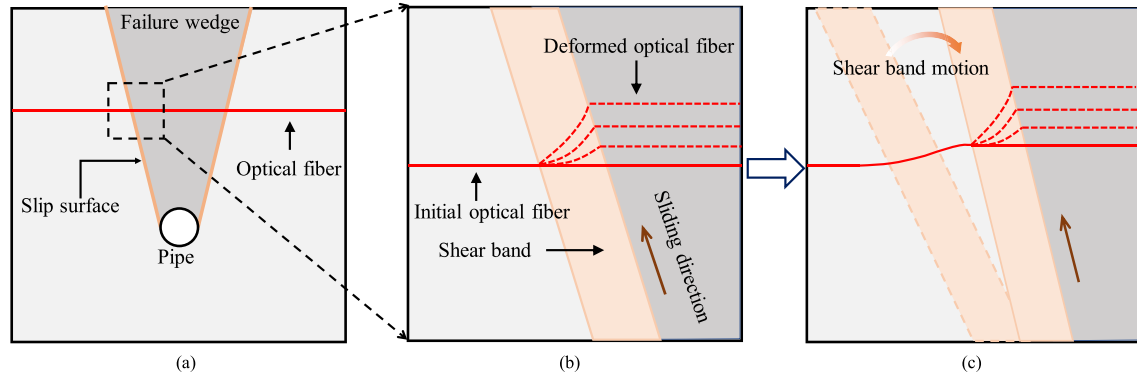 Failure wedge
Optical fiber
Slip surface
Pipe
(a)
Deformed optical fiber
Initial optical fiber
Shear band
Sliding direction
(b)
Shear band motion
(c)